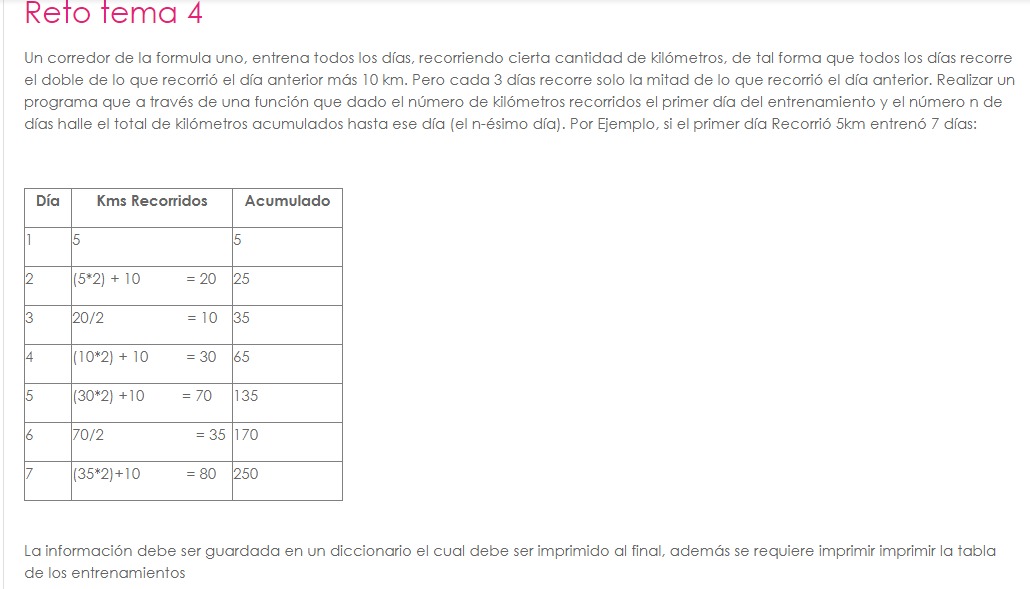 Reto tema 4
Un corredor de la formula uno, entrena todos los días, recorriendo cierta cantidad de kilómetros, de tal forma que todos los días recorre
el doble de lo que recorrió el día anterior más 10 km. Pero cada 3 días recorre solo la mitad de lo que recorrió el día anterior. Realizar un
programa que a través de una función que dado el número de kilómetros recorridos el primer día del entrenamiento y el número n de
días halle el total de kilómetros acumulados hasta ese día (el n-ésimo día). Por Ejemplo, si el primer día Recorrió 5km entrenó 7 días:
Día Kms Recorridos Acumulado
1 5 5
2 (5*2) + 10 = 20 25
3 20/2 = 10 35
4 (10*2) + 10 = 30 65
5 (30*2) +10 = 70 135
6 70/2 = 35 170
7 (35*2)+10 = 80 250
La información debe ser guardada en un diccionario el cual debe ser imprimido al final, además se requiere imprimir imprimir la tabla
de los entrenamientos